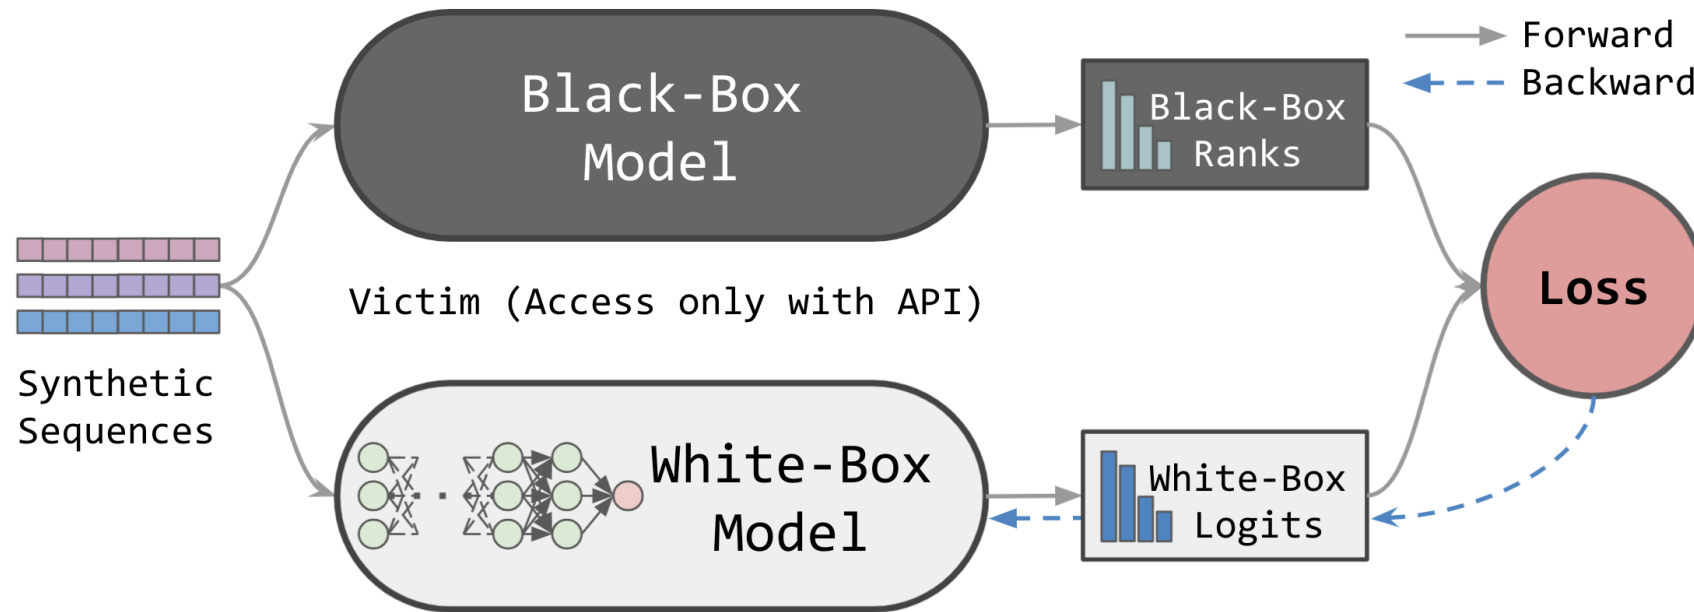 Forward
Backward
Black-Box
Model
Black-Box
Ranks
Victim (Access only with API)
Loss
Synthetic
Sequences
White-Box
Model
White-Box
Logits